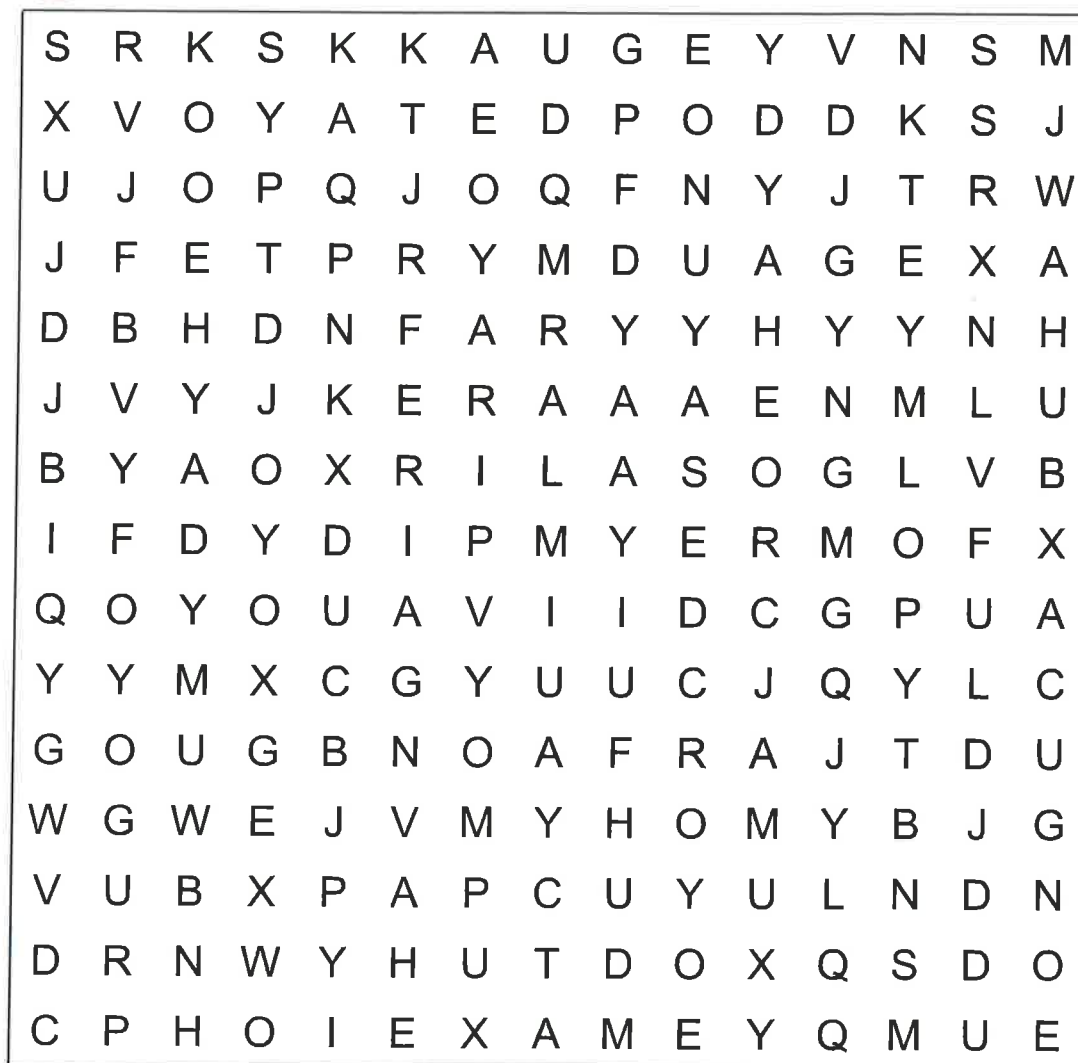 S R K S K K A U G E Y V N S M
X V O Y A T E D P O D D K S J
U J O P Q J O Q F N Y J T R W
J F E T P R Y M D U A G E X A
D B H D N F A R Y Y H Y Y N H
J V Y J K E R A A A E N M L U
B Y A O X R I L A S O G L V B
I F D Y D I P M Y E R M O F X
Q O Y O U A V I I D C G P U A
Y Y M X C G Y U U C J Q Y L C
G O U G B N O A F R A J T D U
W G W E J V M Y H O M Y B J G
V U B X P A P C U Y U L N D N
D R N W Y H U T D O X Q S D O
C P H O I E X A M E Y Q M U E